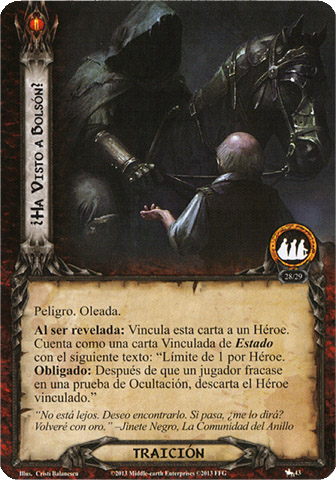 ¿Ha Visto a Bolsón?
28/29
Peligro. Oleada.
Al ser revelada: Vincula esta carta a un Héroe.
Cuenta como una carta Vinculada de Estado
con el siguiente texto: “Límite de 1 por Héroe.
Obligado: Después de que un jugador fracase
en una prueba de Ocultación, descarta el Héroe
vinculado.”
“No está lejos. Deseo encontrarlo. Si pasa, ¿me lo dirá?
Volveré con oro.” –Jinete Negro, La Comunidad del Anillo
TRAICIÓN
Illus. Cristi Balanescu
©2013 Middle-earth Enterprises ©2013 FFG
43